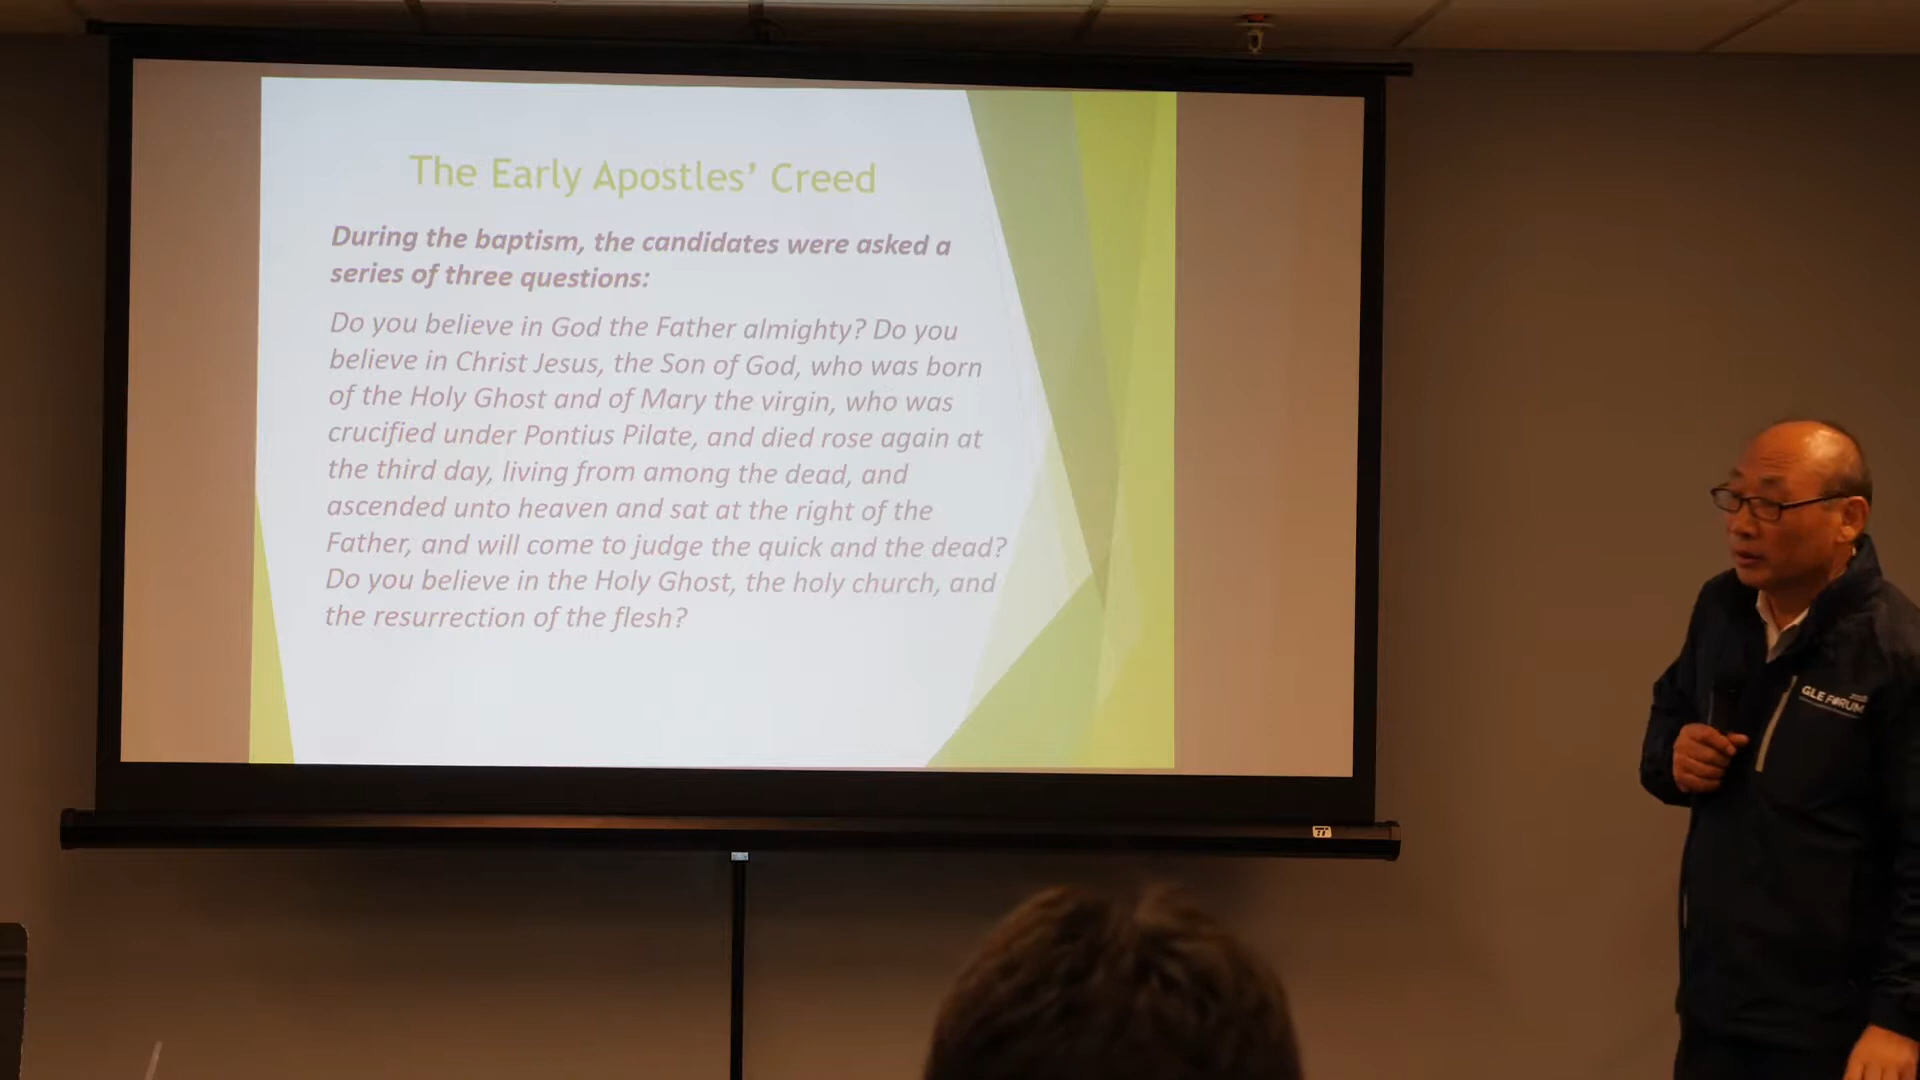 The Early Apostles’ Creed
During the baptism, the candidates were asked a
series of three questions:
Do you believe in God the Father almighty? Do you
believe in Christ Jesus, the Son of God, who was born
of the Holy Ghost and of Mary the virgin, who was
crucified under Pontius Pilate, and died rose again at
the third day, living from among the dead, and
ascended unto heaven and sat at the right of the
Father, and will come to judge the quick and the dead?
Do you believe in the Holy Ghost, the holy church, and
the resurrection of the flesh?
GLE FORUM